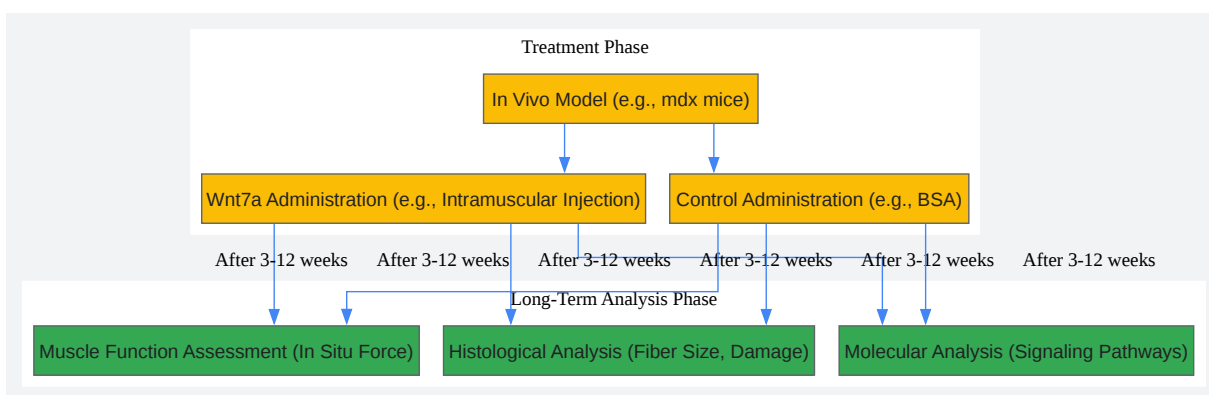 Treatment Phase
In Vivo Model (e.g., mdx mice)
Wnt7a Administration (e.g., Intramuscular Injection)
Control Administration (e.g., BSA)
After 3-12 weeks
After 3-12 weeks
After 3-12 weeks
After 3-12 weeks
After 3-12 weeks
After 3-12 weeks
Long-Term Analysis Phase
Muscle Function Assessment (In Situ Force)
Histological Analysis (Fiber Size, Damage)
Molecular Analysis (Signaling Pathways)